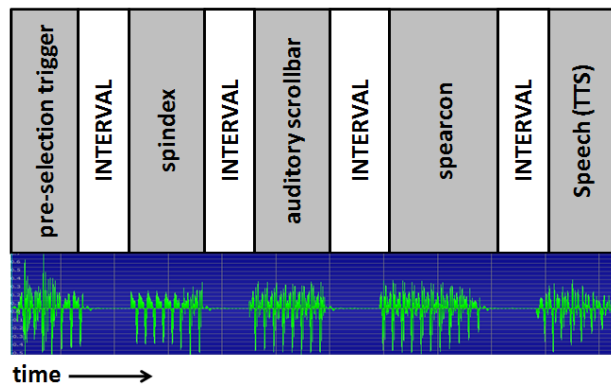 pre-selection trigger
INTERVAL
spindex
INTERVAL
auditory scrollbar
INTERVAL
spearcon
INTERVAL
Speech (TTS)
time